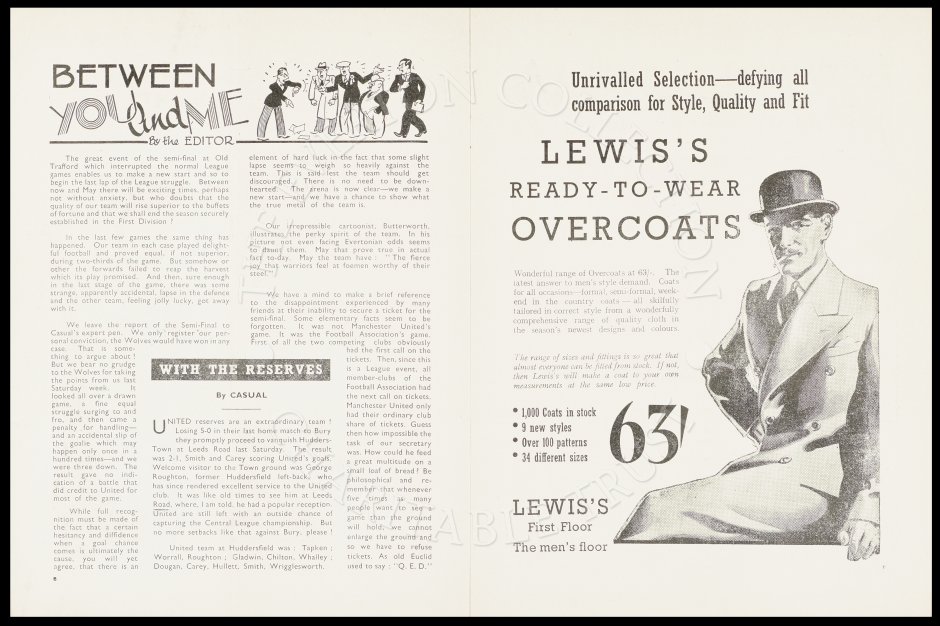 BETWEEN
YOU and ME
By the EDITOR
The great event of the semi-final at Old
Trafford which interrupted the normal League
games enables us to make a new start and so to
begin the last lap of the League struggle. Between
now and May there will be exciting times, perhaps
not without anxiety, but who doubts that the
quality of our team will rise superior to the buffets
of fortune and that we shall end the season securely
established in the First Division ?
In the last few games the same thing has
happened. Our team in each case played delight-
ful football and proved equal, if not superior,
during two-thirds of the game. But somehow or
other the forwards failed to reap the harvest
which its play promised. And then, sure enough
in the last stage of the game, there was some
strange, apparently accidental, lapse in the defence
and the other team, feeling jolly lucky, got away
with it.
We leave the report of the Semi-Final to
Casual's expert pen. We only register our per-
sonal conviction, the Wolves would have won in any
case. That is some-
thing to argue about !
But we bear no grudge
to the Wolves for taking
the points from us last
Saturday week. It
looked all over a drawn
game, a fine equal
struggle surging to and
fro, and then came a
penalty for handling—
and an accidental slip of
the goalie which may
happen only once in a
hundred times—and we
were three down. The
result gave no indi-
cation of a battle that
did credit to United for
most of the game.
While full recog-
nition must be made of
the fact that a certain
hesitancy and diffidence
when a goal chance
comes is ultimately the
cause, you will yet
agree, that there is an
element of hard luck in the fact that some slight
lapse seems to weigh so heavily against the
team. This is said lest the team should get
discouraged. There is no need to be down-
hearted. The arena is now clear—we make a
new start—and we have a chance to show what
the true metal of the team is.
Our irrepressible cartoonist, Butterworth,
illustrates the perky spirit of the team. In his
picture not even facing Evertonian odds seems
to daunt them. May that prove true in actual
fact to-day. May the team have : "The fierce
joy that warriors feel at foemen worthy of their
steel."
We have a mind to make a brief reference
to the disappointment experienced by many
friends at their inability to secure a ticket for the
semi-final. Some elementary facts seem to be
forgotten. It was not Manchester United's
game. It was the Football Association's game.
First of all the two competing clubs obviously
had the first call on the
tickets. Then, since this
is a League event, all
member-clubs of the
Football Association had
the next call on tickets.
Manchester United only
had their ordinary club
share of tickets. Guess
then how impossible the
task of our secretary
was. How could he feed
a great multitude on a
small loaf of bread ? Be
philosophical and re-
member that whenever
five times as many
people want to see a
game than the ground
will hold we cannot
enlarge the ground and
so we have to refuse
tickets. As old Euclid
used to say : "Q. E. D."
WITH THE RESERVES
By CASUAL
UNITED reserves are an extraordinary team !
Losing 5-0 in their last home match to Bury
they promptly proceed to vanquish Hudders-
Town at Leeds Road last Saturday. The result
was 2-1, Smith and Carey scoring United's goals.
Welcome visitor to the Town ground was George
Roughton, former Huddersfield left-back, who
has since rendered excellent service to the United
club. It was like old times to see him at Leeds
Road, where, I am told, he had a popular reception.
United are still left with an outside chance of
capturing the Central League championship. But
no more setbacks like that against Bury, please !
United team at Huddersfield was : Tapken ;
Worrall, Roughton ; Gladwin, Chilton, Whalley ;
Dougan, Carey, Hullett, Smith, Wrigglesworth.
6
Unrivalled Selection—defying all
comparison for Style, Quality and Fit
LEWIS'S
READY-TO-WEAR
OVERCOATS
Wonderful range of Overcoats at 63/-. The
latest answer to men's style demand. Coats
for all occasions—formal, semi-formal, week-
end in the country coats — all skilfully
tailored in correct style from a wonderfully
comprehensive range of quality cloth in
the season's newest designs and colours.
The range of sizes and fittings is so great that
almost everyone can be fitted from stock. If not,
then Lewis's will make a coat to your own
measurements at the same low price.
• 1,000 Coats in stock
• 9 new styles
• Over 100 patterns
• 34 different sizes
63/
LEWIS'S
First Floor
The men's floor